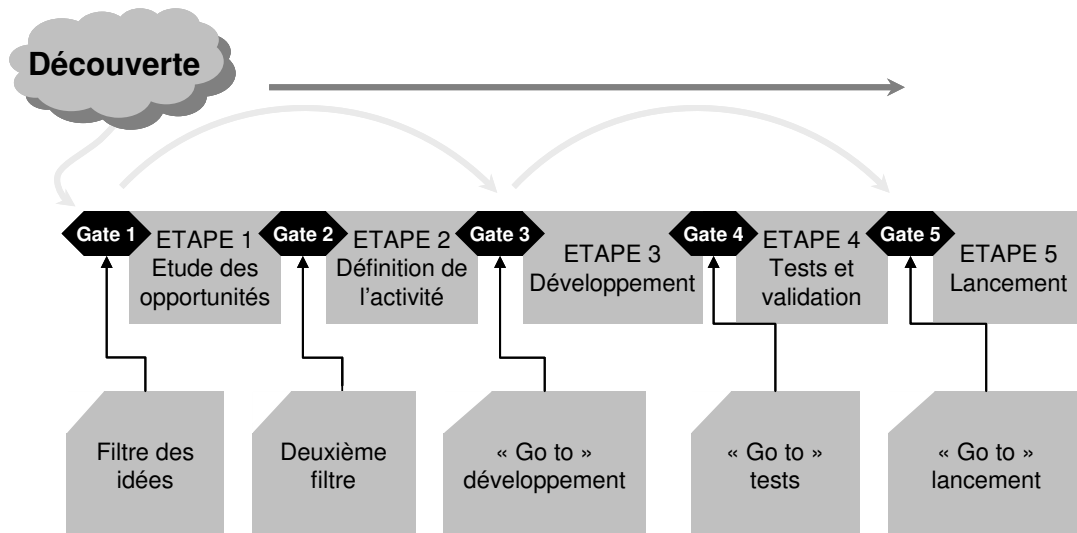 Découverte
Gate 1
ETAPE 1
Etude des
opportunités
Gate 2
ETAPE 2
Définition de
l'activité
Gate 3
ETAPE 3
Développement
Gate 4
ETAPE 4
Tests et
validation
Gate 5
ETAPE 5
Lancement
Filtre des
idées
Deuxième
filtre
« Go to »
développement
« Go to »
tests
« Go to »
lancement